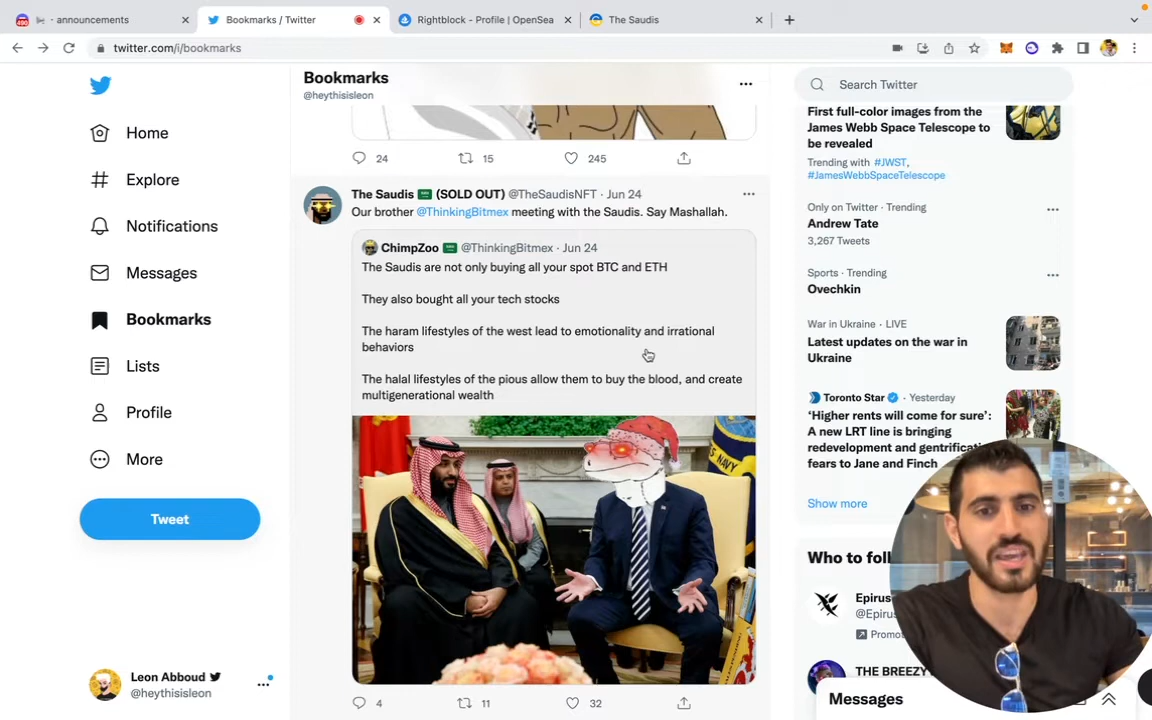 490
announcements
Bookmarks / Twitter
Rightblock - Profile | OpenSea
The Saudis
twitter.com/i/bookmarks
Home
Explore
Notifications
Messages
Bookmarks
Lists
Profile
More
Tweet
Leon Abboud
@heythisisleon
Bookmarks
@heythisisleon
24
15
245
The Saudis (SOLD OUT) @TheSaudisNFT · Jun 24
Our brother @ThinkingBitmex meeting with the Saudis. Say Mashallah.
ChimpZoo @ThinkingBitmex · Jun 24
The Saudis are not only buying all your spot BTC and ETH
They also bought all your tech stocks
The haram lifestyles of the west lead to emotionality and irrational
behaviors
The halal lifestyles of the pious allow them to buy the blood, and create
multigenerational wealth
NAVY
4
11
32
Search Twitter
First full-color images from the
James Webb Space Telescope to
be revealed
Trending with #JWST,
#JamesWebbSpaceTelescope
Only on Twitter · Trending
Andrew Tate
3,267 Tweets
Sports · Trending
Ovechkin
War in Ukraine · LIVE
Latest updates on the war in
Ukraine
Toronto Star · Yesterday
‘Higher rents will come for sure’:
A new LRT line is bringing
redevelopment and gentrificati
fears to Jane and Finch
Show more
Who to foll
Epirus
@Epirus
Promo
THE BREEZY
Messages